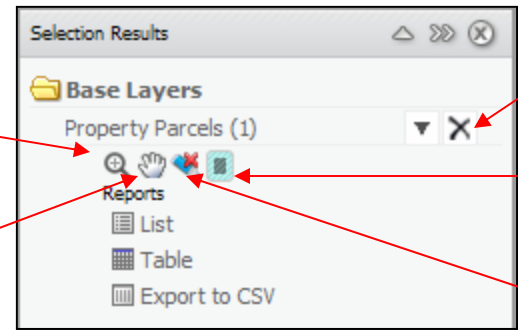 Selection Results
Base Layers
Property Parcels (1)
Reports
List
Table
Export to CSV